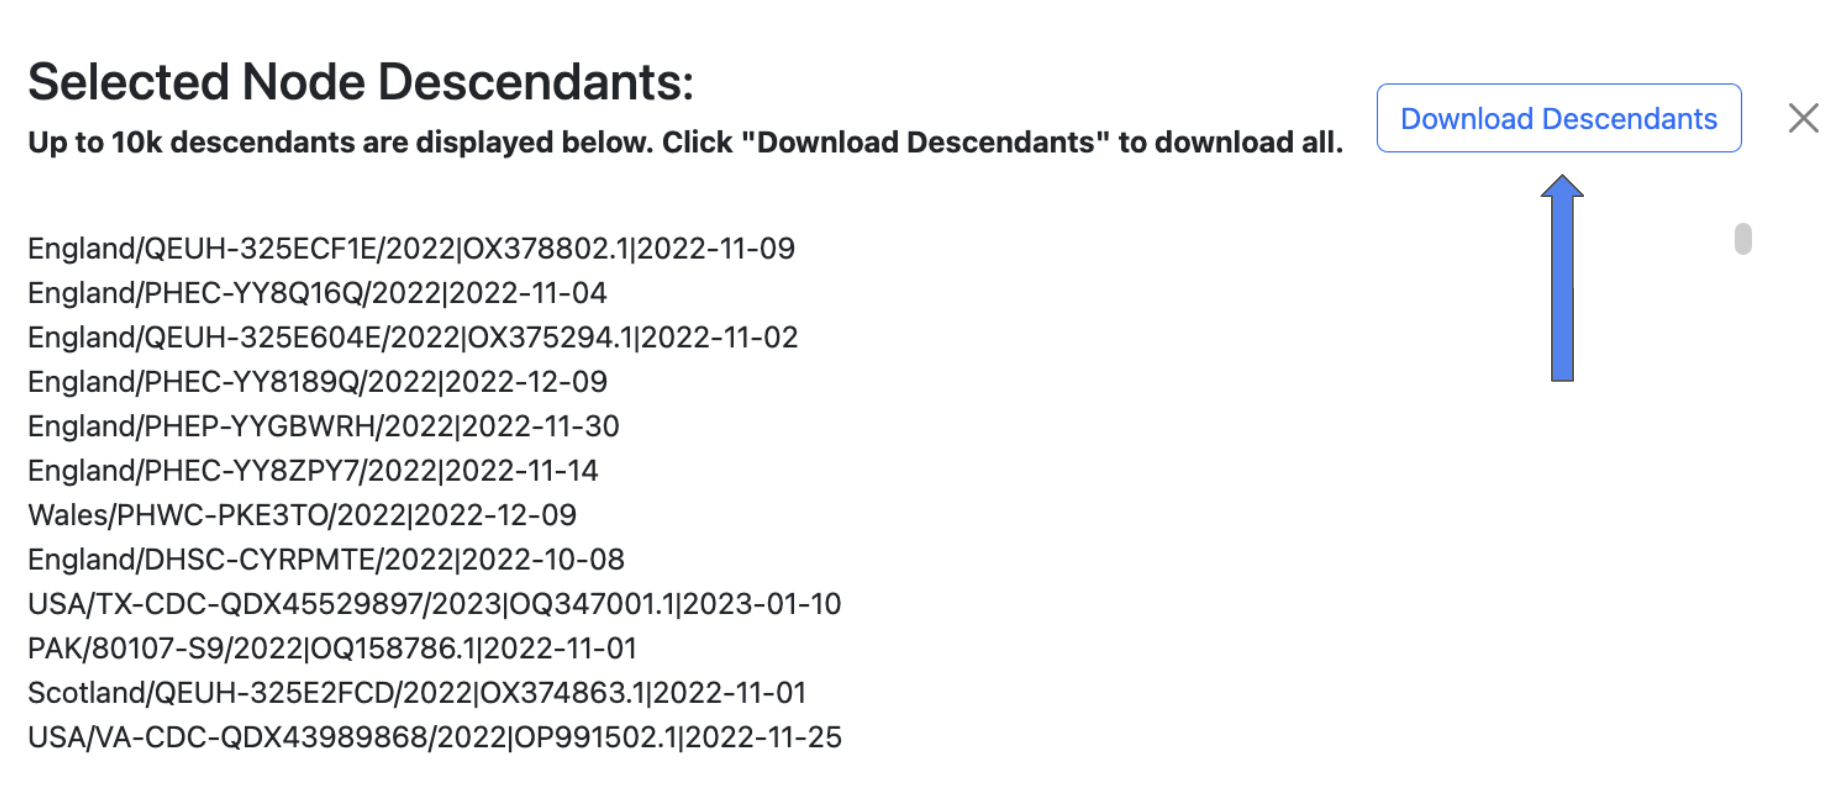 Selected Node Descendants:
Up to 10k descendants are displayed below. Click "Download Descendants" to download all.
Download Descendants
England/QEUH-325ECF1E/2022|OX378802.1|2022-11-09
England/PHEC-YY8Q16Q/2022|2022-11-04
England/QEUH-325E604E/2022|OX375294.1|2022-11-02
England/PHEC-YY8189Q/2022|2022-12-09
England/PHEP-YYGBWRH/2022|2022-11-30
England/PHEC-YY8ZPY7/2022|2022-11-14
Wales/PHWC-PKE3TO/2022|2022-12-09
England/DHSC-CYRPMTE/2022|2022-10-08
USA/TX-CDC-QDX45529897/2023|OQ347001.1|2023-01-10
PAK/80107-S9/2022|OQ158786.1|2022-11-01
Scotland/QEUH-325E2FCD/2022|OX374863.1|2022-11-01
USA/VA-CDC-QDX43989868/2022|OP991502.1|2022-11-25